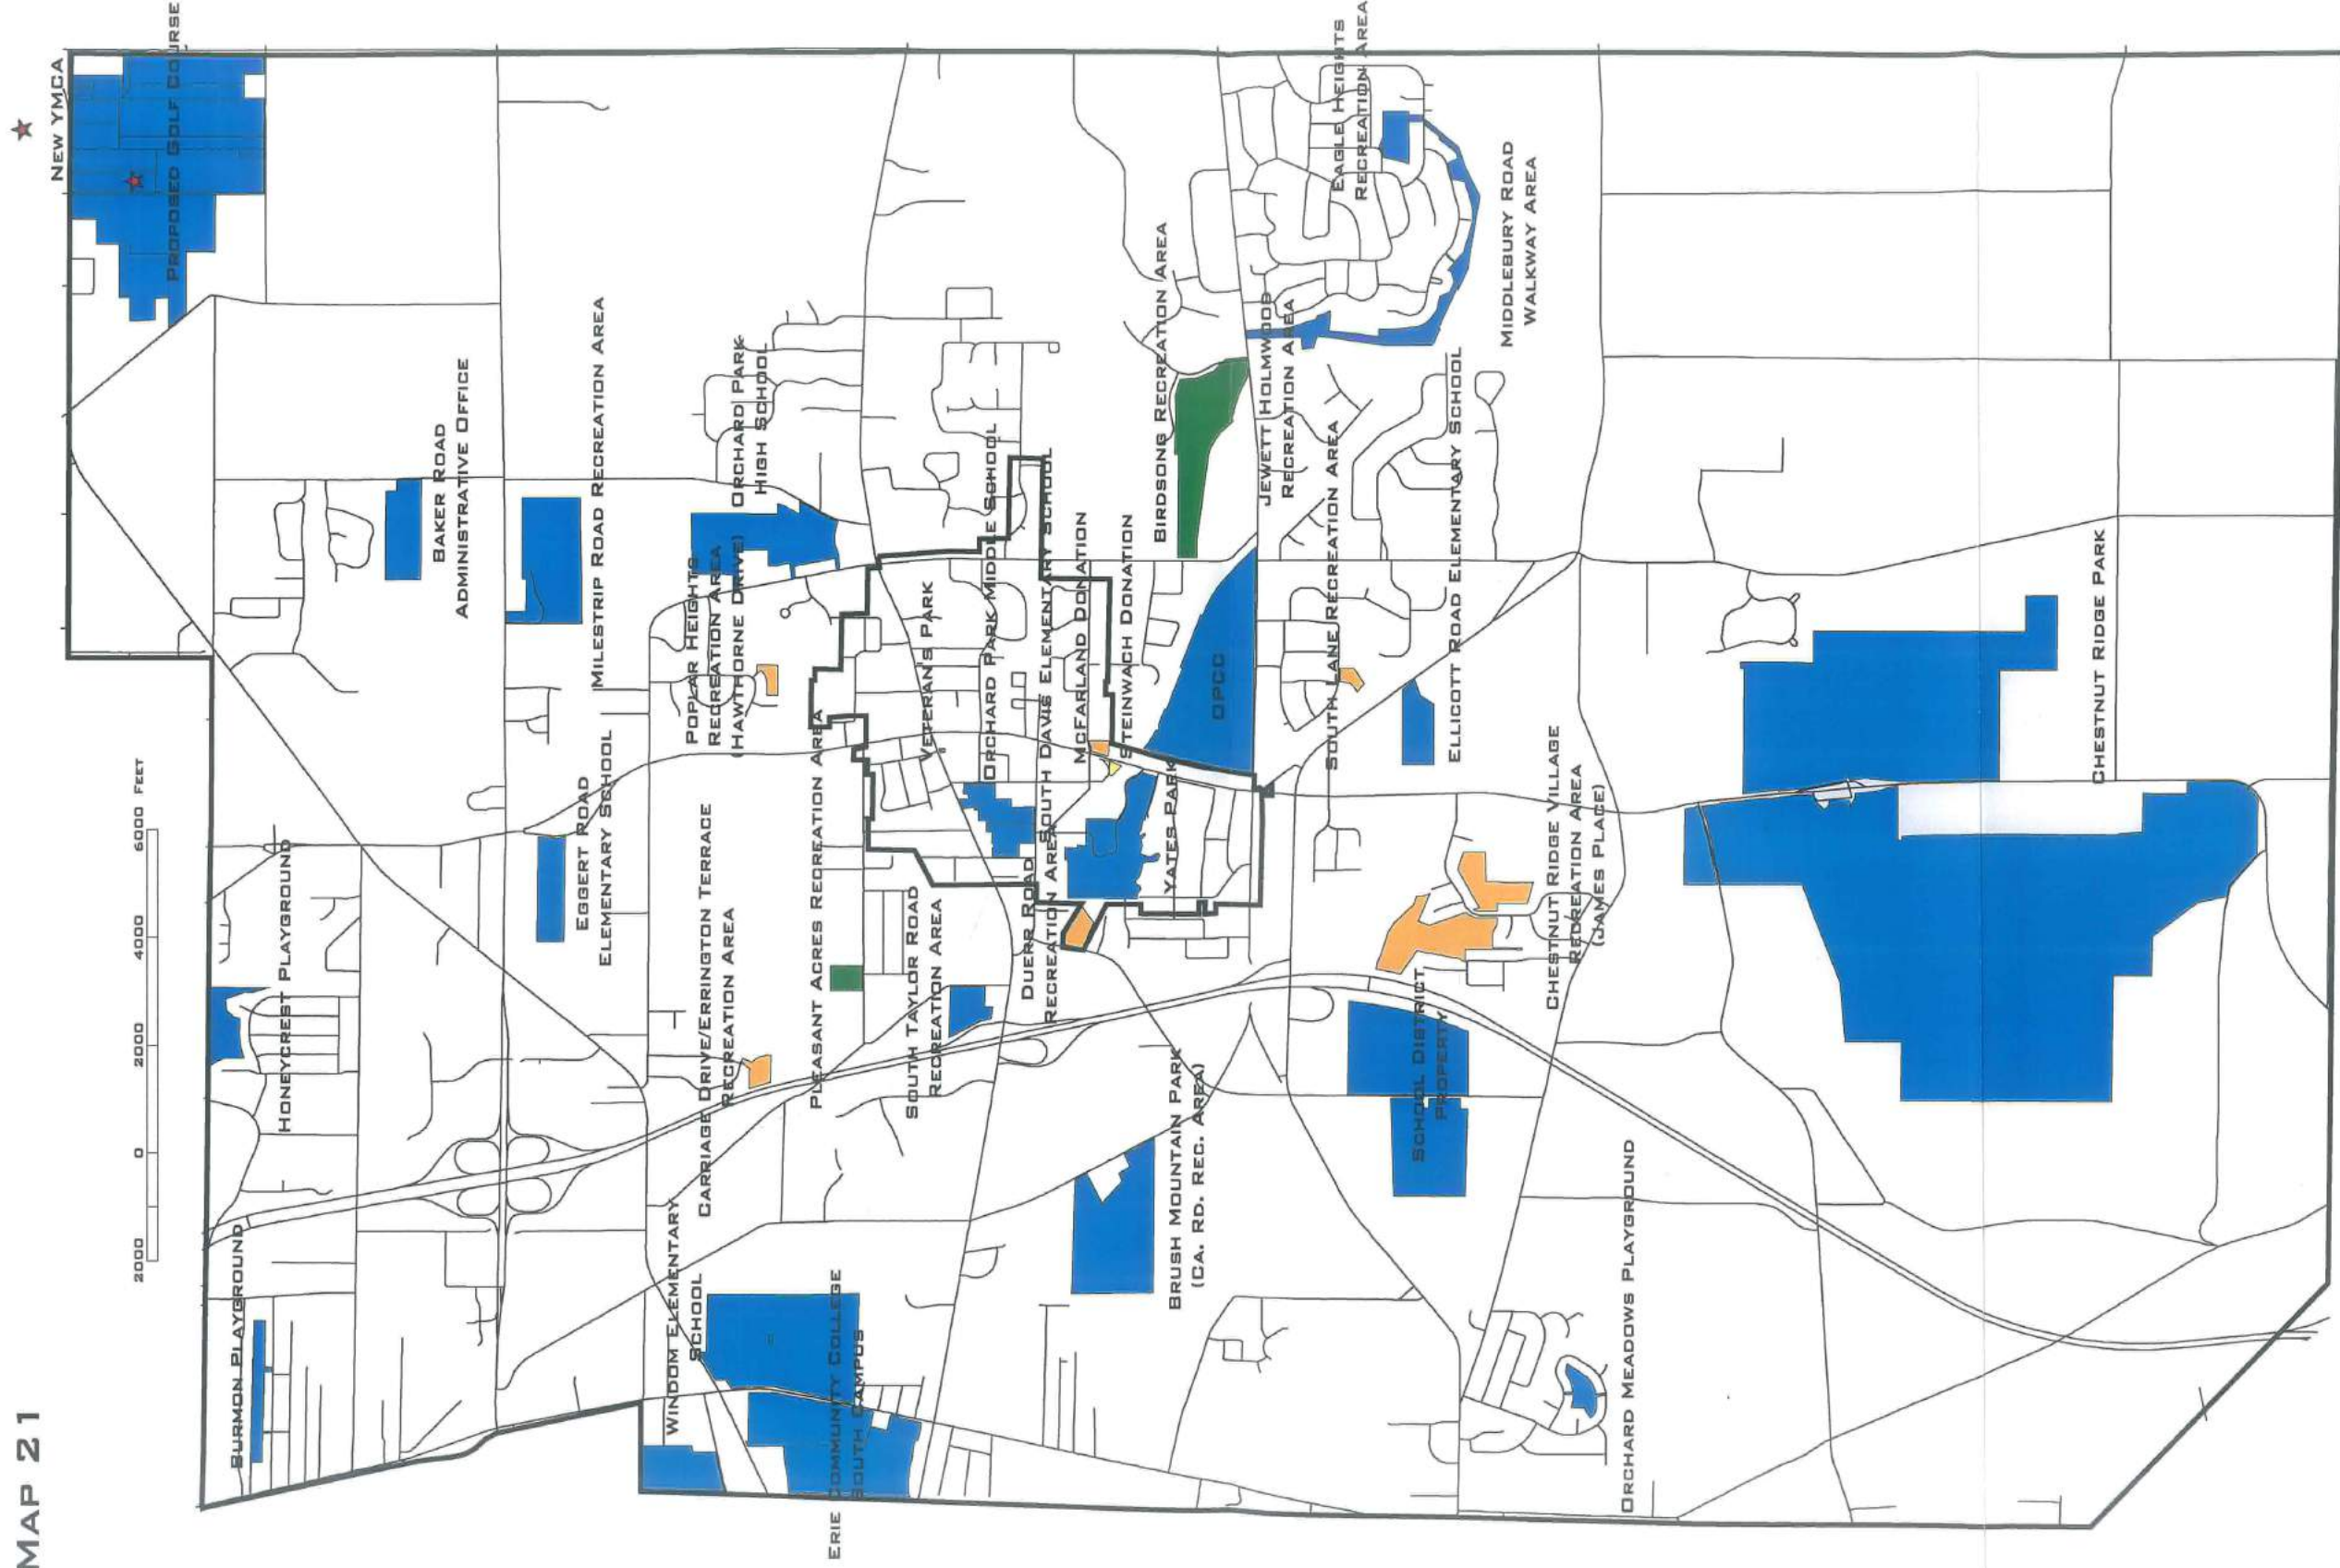 MAP 21
2000 0 2000 4000 6000 FEET
NEW YMCA
PROPOSED GOLF COURSE
BURMON PLAYGROUND
HONEYCREST PLAYGROUND
BAKER ROAD
ADMINISTRATIVE OFFICE
EGGERT ROAD
ELEMENTARY SCHOOL
MILESTRIP ROAD RECREATION AREA
WINDOM ELEMENTARY
SCHOOL
CARRIAGE DRIVE/ERRINGTON TERRACE
RECREATION AREA
POPLAR HEIGHTS
RECREATION AREA
(HAWTHORNE DRIVE)
ORCHARD PARK
HIGH SCHOOL
PLEASANT ACRES RECREATION AREA
ERIE COMMUNITY COLLEGE
SOUTH CAMPUS
SOUTH TAYLOR ROAD
RECREATION AREA
VETERAN'S PARK
ORCHARD PARK MIDDLE SCHOOL
DUERR ROAD
RECREATION AREA
SOUTH DAVIS ELEMENTARY SCHOOL
MCFARLAND DONATION
STEINWACH DONATION
BIRDSONG RECREATION AREA
YATES PARK
BRUSH MOUNTAIN PARK
(CA. RD. REC. AREA)
OPCC
JEWETT HOLMWOOD
RECREATION AREA
EAGLE HEIGHTS
RECREATION AREA
SOUTH LANE RECREATION AREA
SCHOOL DISTRICT
PROPERTY
ELLICOTT ROAD ELEMENTARY SCHOOL
MIDDLEBURY ROAD
WALKWAY AREA
CHESTNUT RIDGE VILLAGE
RECREATION AREA
(JAMES PLACE)
ORCHARD MEADOWS PLAYGROUND
CHESTNUT RIDGE PARK